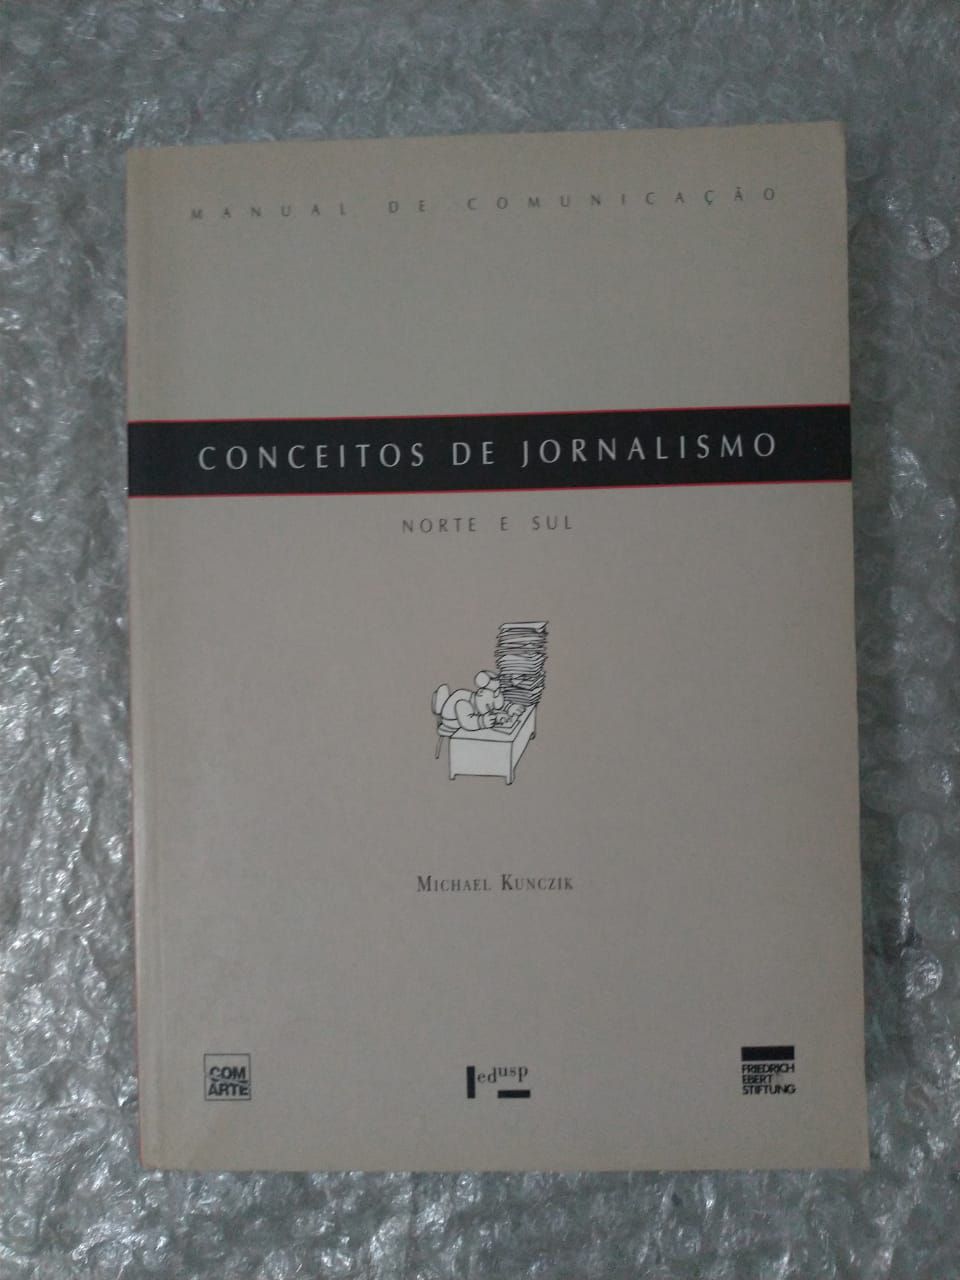 MANUAL DE COMUNICAÇÃO
CONCEITOS DE JORNALISMO
NORTE E SUL
MICHAEL KUNCZIK
COM
ARTE
edusp
FRIEDRICH
EBERT
STIFTUNG